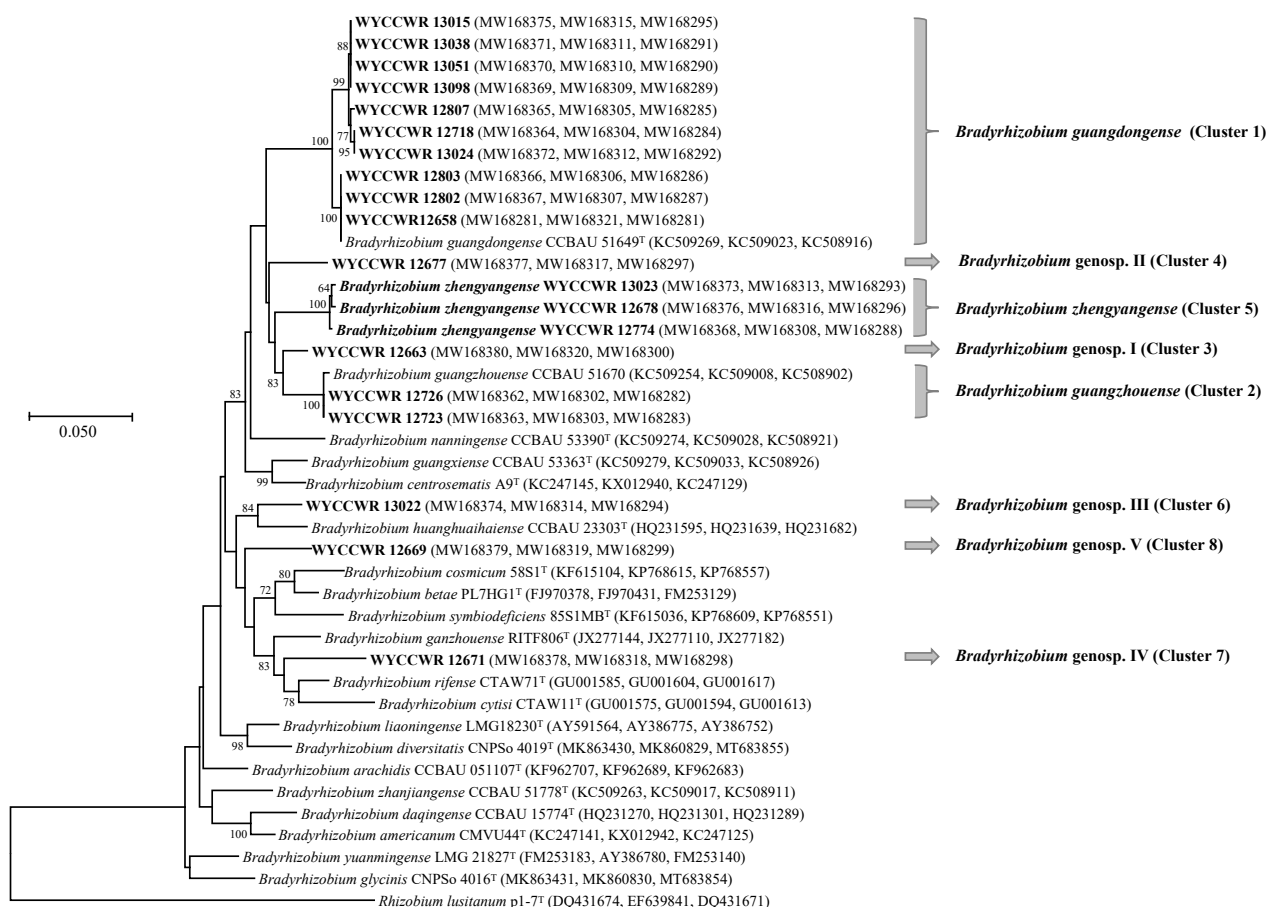 WYCCWR 13015 (MW168375, MW168315, MW168295)
88
WYCCWR 13038 (MW168371, MW168311, MW168291)
WYCCWR 13051 (MW168370, MW168310, MW168290)
99
WYCCWR 13098 (MW168369, MW168309, MW168289)
WYCCWR 12807 (MW168365, MW168305, MW168285)
77
WYCCWR 12718 (MW168364, MW168304, MW168284)
Bradyrhizobium guangdongense (Cluster 1)
100
95
WYCCWR 13024 (MW168372, MW168312, MW168292)
WYCCWR 12803 (MW168366, MW168306, MW168286)
WYCCWR 12802 (MW168367, MW168307, MW168287)
100
WYCCWR12658 (MW168281, MW168321, MW168281)
Bradyrhizobium guangdongense CCBAU 51649ᵀ (KC509269, KC509023, KC508916)
WYCCWR 12677 (MW168377, MW168317, MW168297)
Bradyrhizobium genosp. II (Cluster 4)
64
Bradyrhizobium zhengyangense WYCCWR 13023 (MW168373, MW168313, MW168293)
100
Bradyrhizobium zhengyangense WYCCWR 12678 (MW168376, MW168316, MW168296)
Bradyrhizobium zhengyangense (Cluster 5)
Bradyrhizobium zhengyangense WYCCWR 12774 (MW168368, MW168308, MW168288)
WYCCWR 12663 (MW168380, MW168320, MW168300)
Bradyrhizobium genosp. I (Cluster 3)
83
Bradyrhizobium guangzhouense CCBAU 51670 (KC509254, KC509008, KC508902)
83
WYCCWR 12726 (MW168362, MW168302, MW168282)
Bradyrhizobium guangzhouense (Cluster 2)
100
WYCCWR 12723 (MW168363, MW168303, MW168283)
0.050
Bradyrhizobium nanningense CCBAU 53390ᵀ (KC509274, KC509028, KC508921)
Bradyrhizobium guangxiense CCBAU 53363ᵀ (KC509279, KC509033, KC508926)
99
Bradyrhizobium centrosematis A9ᵀ (KC247145, KX012940, KC247129)
84
WYCCWR 13022 (MW168374, MW168314, MW168294)
Bradyrhizobium genosp. III (Cluster 6)
Bradyrhizobium huanghuaihaiense CCBAU 23303ᵀ (HQ231595, HQ231639, HQ231682)
WYCCWR 12669 (MW168379, MW168319, MW168299)
Bradyrhizobium genosp. V (Cluster 8)
80
Bradyrhizobium cosmicum 58S1ᵀ (KF615104, KP768615, KP768557)
72
Bradyrhizobium betae PL7HG1ᵀ (FJ970378, FJ970431, FM253129)
Bradyrhizobium symbiodeficiens 85S1MBᵀ (KF615036, KP768609, KP768551)
Bradyrhizobium ganzhouense RITF806ᵀ (JX277144, JX277110, JX277182)
83
WYCCWR 12671 (MW168378, MW168318, MW168298)
Bradyrhizobium genosp. IV (Cluster 7)
Bradyrhizobium rifense CTAW71ᵀ (GU001585, GU001604, GU001617)
78
Bradyrhizobium cytisi CTAW11ᵀ (GU001575, GU001594, GU001613)
Bradyrhizobium liaoningense LMG18230ᵀ (AY591564, AY386775, AY386752)
98
Bradyrhizobium diversitatis CNPSo 4019ᵀ (MK863430, MK860829, MT683855)
Bradyrhizobium arachidis CCBAU 051107ᵀ (KF962707, KF962689, KF962683)
Bradyrhizobium zhanjiangense CCBAU 51778ᵀ (KC509263, KC509017, KC508911)
Bradyrhizobium daqingense CCBAU 15774ᵀ (HQ231270, HQ231301, HQ231289)
100
Bradyrhizobium americanum CMVU44ᵀ (KC247141, KX012942, KC247125)
Bradyrhizobium yuanmingense LMG 21827ᵀ (FM253183, AY386780, FM253140)
Bradyrhizobium glycinis CNPSo 4016ᵀ (MK863431, MK860830, MT683854)
Rhizobium lusitanum p1-7ᵀ (DQ431674, EF639841, DQ431671)